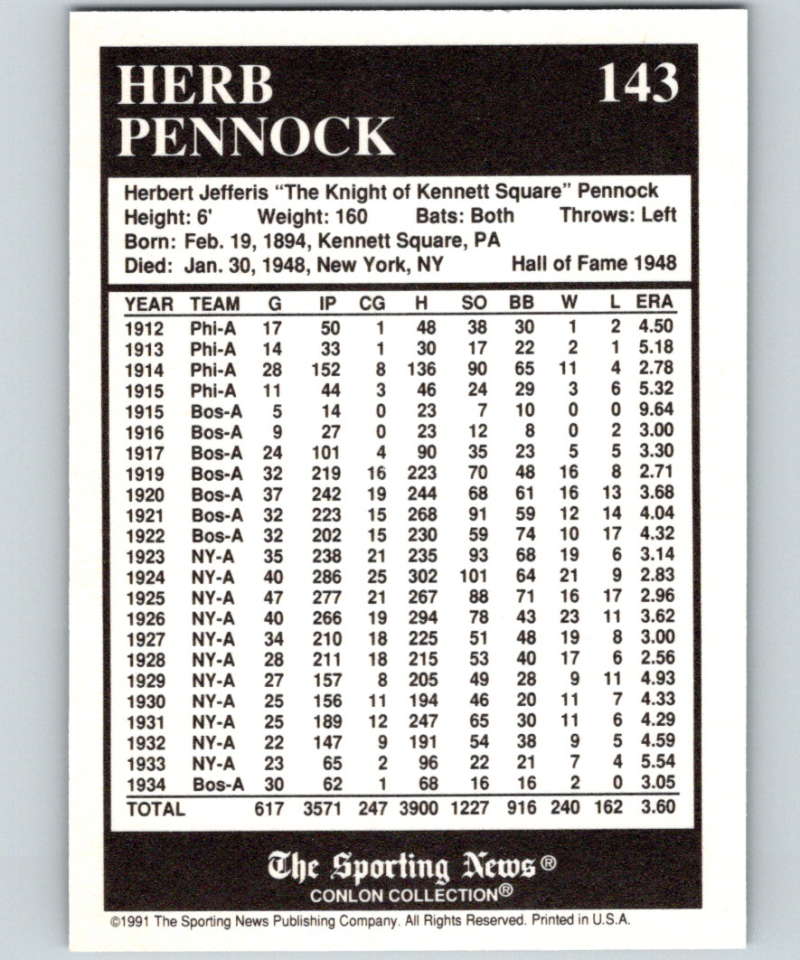 HERB 143
PENNOCK
Herbert Jefferis “The Knight of Kennett Square” Pennock
Height: 6' Weight: 160 Bats: Both Throws: Left
Born: Feb. 19, 1894, Kennett Square, PA
Died: Jan. 30, 1948, New York, NY Hall of Fame 1948
YEAR TEAM G IP CG H SO BB W L ERA
1912 Phi-A 17 50 1 48 38 30 1 2 4.50
1913 Phi-A 14 33 1 30 17 22 2 1 5.18
1914 Phi-A 28 152 8 136 90 65 11 4 2.78
1915 Phi-A 11 44 3 46 24 29 3 6 5.32
1915 Bos-A 5 14 0 23 7 10 0 0 9.64
1916 Bos-A 9 27 0 23 12 8 0 2 3.00
1917 Bos-A 24 101 4 90 35 23 5 5 3.30
1919 Bos-A 32 219 16 223 70 48 16 8 2.71
1920 Bos-A 37 242 19 244 68 61 16 13 3.68
1921 Bos-A 32 223 15 268 91 59 12 14 4.04
1922 Bos-A 32 202 15 230 59 74 10 17 4.32
1923 NY-A 35 238 21 235 93 68 19 6 3.14
1924 NY-A 40 286 25 302 101 64 21 9 2.83
1925 NY-A 47 277 21 267 88 71 16 17 2.96
1926 NY-A 40 266 19 294 78 43 23 11 3.62
1927 NY-A 34 210 18 225 51 48 19 8 3.00
1928 NY-A 28 211 18 215 53 40 17 6 2.56
1929 NY-A 27 157 8 205 49 28 9 11 4.93
1930 NY-A 25 156 11 194 46 20 11 7 4.33
1931 NY-A 25 189 12 247 65 30 11 6 4.29
1932 NY-A 22 147 9 191 54 38 9 5 4.59
1933 NY-A 23 65 2 96 22 21 7 4 5.54
1934 Bos-A 30 62 1 68 16 16 2 0 3.05
TOTAL 617 3571 247 3900 1227 916 240 162 3.60
The Sporting News®
CONLON COLLECTION®
©1991 The Sporting News Publishing Company. All Rights Reserved. Printed in U.S.A.